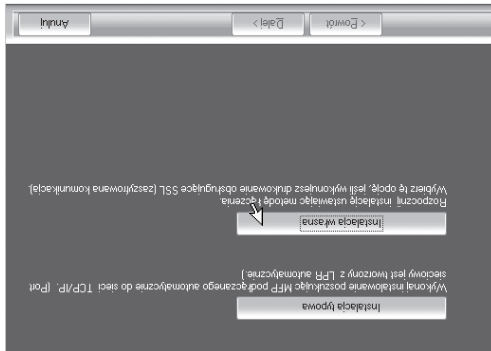 Instalacja typowa
Wykonaj instalowanie poszukując MFP podłączanego automatycznie do sieci TCP/IP. (Port
sieciowy jest tworzony z LPR automatycznie.)
Instalacja własna
Rozpocznij instalację ustawiając metodę łączenia.
Wybierz tę opcję, jeśli wykonujesz drukowanie obsługujące SSL (zaszyfrowana komunikacja).
< Powrót
Dalej >
Anuluj